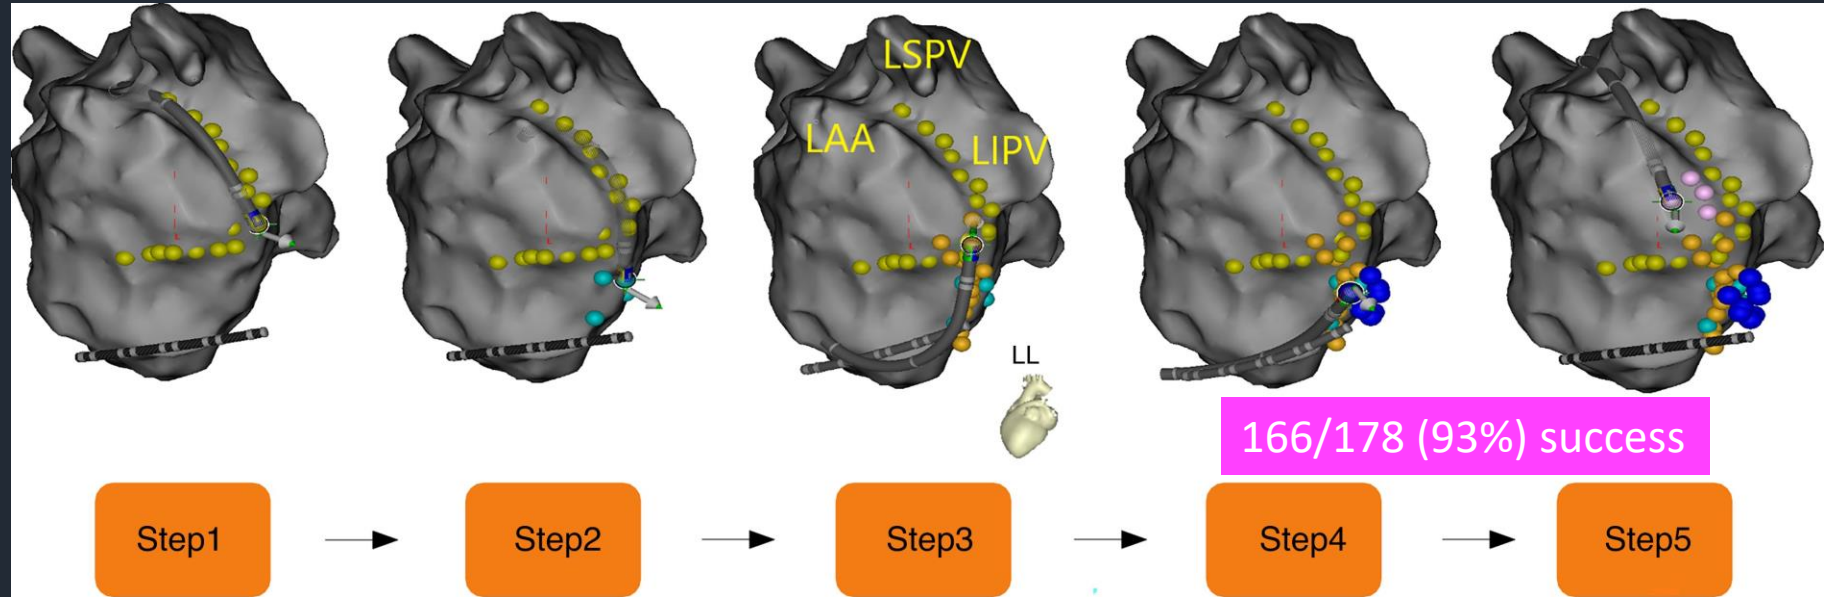 LSPV
LAA
LIPV
LL
166/178 (93%) success
Step1
Step2
Step3
Step4
Step5